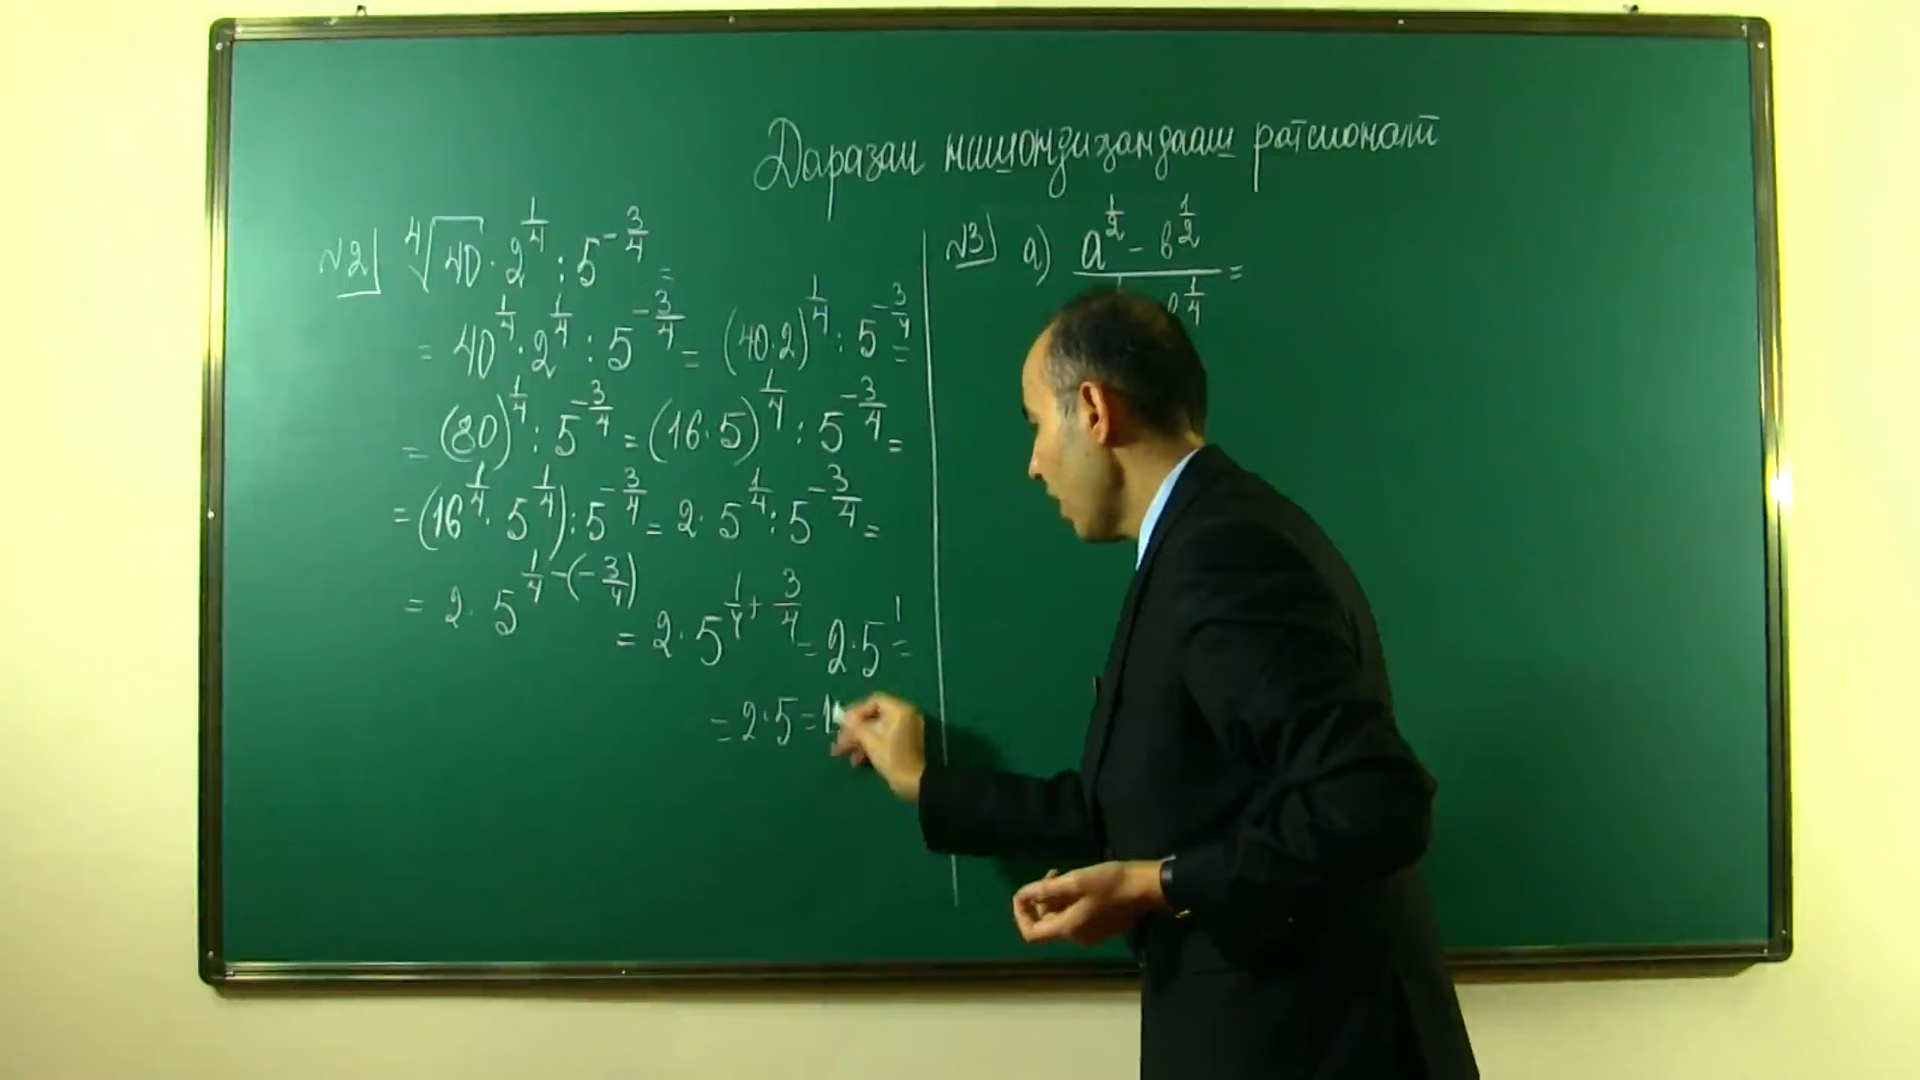 Даразаи нишондиҳандааш ратсионалӣ
№2) ⁴√40 · 2^(1/4) : 5^(-3/4) =
= 40^(1/4) · 2^(1/4) : 5^(-3/4) = (40·2)^(1/4) : 5^(-3/4) =
= (80)^(1/4) : 5^(-3/4) = (16·5)^(1/4) : 5^(-3/4) =
= (16^(1/4) · 5^(1/4)) : 5^(-3/4) = 2 · 5^(1/4) : 5^(-3/4) =
= 2 · 5^(1/4-(-3/4))
= 2 · 5^(1/4+3/4) = 2·5^1 =
= 2·5 = 1
№3) а) (a^(1/2) - b^(1/2)) / b^(1/4) =